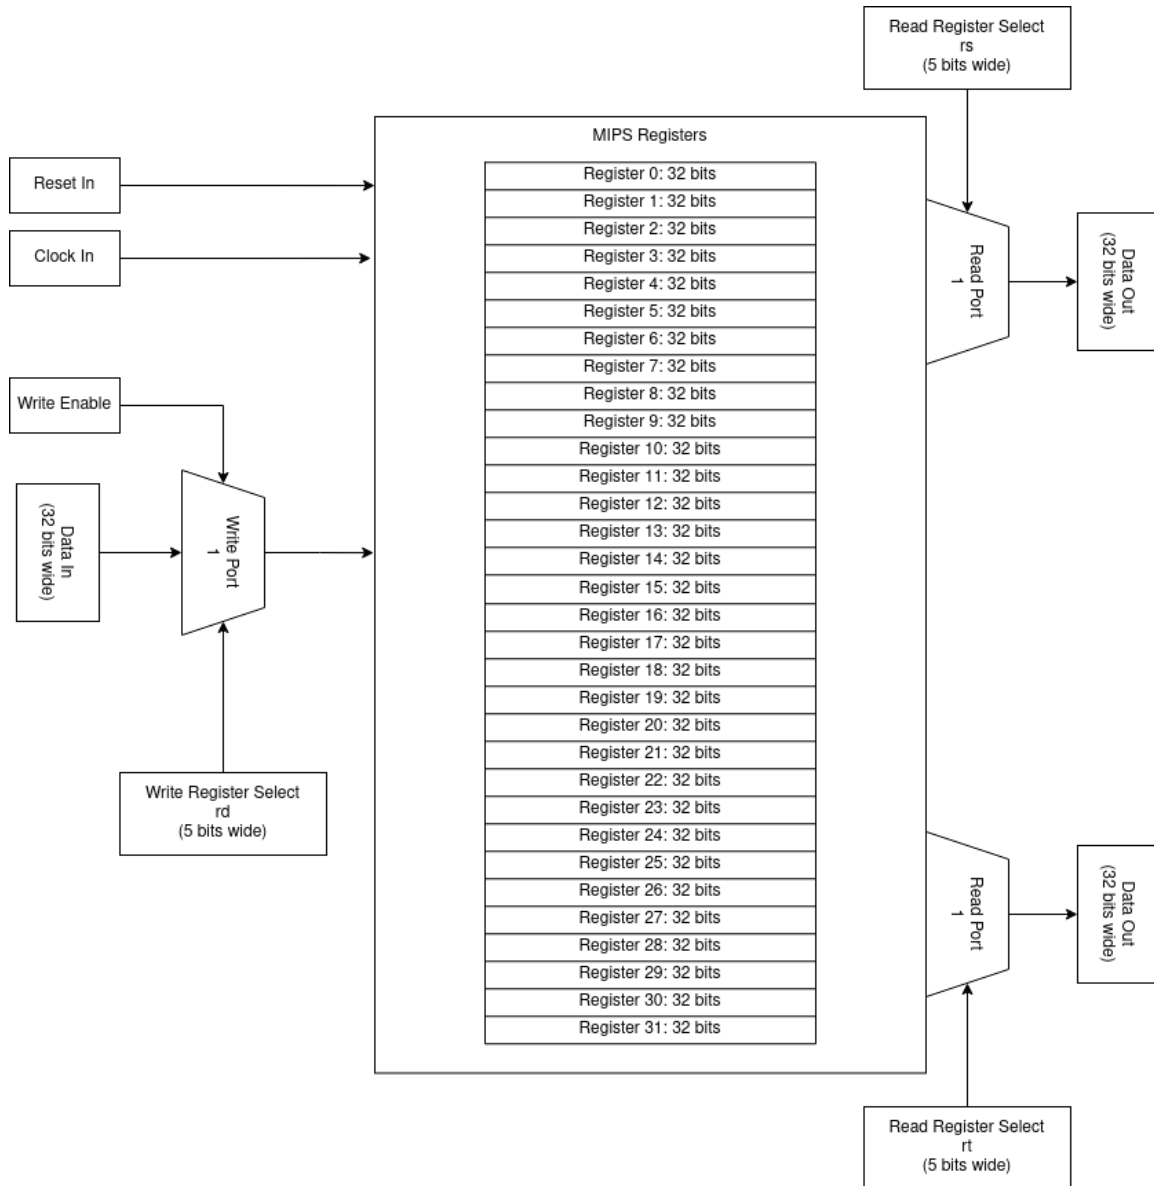 Read Register Select
rs
(5 bits wide)
MIPS Registers
Reset In
Clock In
Write Enable
Data In
(32 bits wide)
Write Port
1
Write Register Select
rd
(5 bits wide)
Register 0: 32 bits
Register 1: 32 bits
Register 2: 32 bits
Register 3: 32 bits
Register 4: 32 bits
Register 5: 32 bits
Register 6: 32 bits
Register 7: 32 bits
Register 8: 32 bits
Register 9: 32 bits
Register 10: 32 bits
Register 11: 32 bits
Register 12: 32 bits
Register 13: 32 bits
Register 14: 32 bits
Register 15: 32 bits
Register 16: 32 bits
Register 17: 32 bits
Register 18: 32 bits
Register 19: 32 bits
Register 20: 32 bits
Register 21: 32 bits
Register 22: 32 bits
Register 23: 32 bits
Register 24: 32 bits
Register 25: 32 bits
Register 26: 32 bits
Register 27: 32 bits
Register 28: 32 bits
Register 29: 32 bits
Register 30: 32 bits
Register 31: 32 bits
Read Port
1
Data Out
(32 bits wide)
Read Port
1
Data Out
(32 bits wide)
Read Register Select
rt
(5 bits wide)